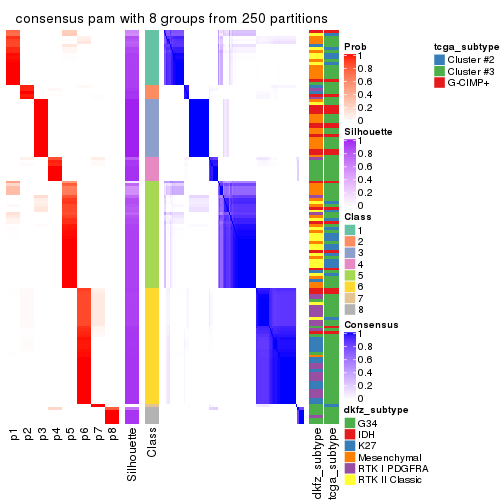 consensus pam with 8 groups from 250 partitions
p1
p2
p3
p4
p5
p6
p7
p8
Silhouette
Class
dkfz_subtype
tcga_subtype
Prob
1
0.8
0.6
0.4
0.2
0
Silhouette
1
0.8
0.6
0.4
0.2
0
Class
1
2
3
4
5
6
7
8
Consensus
1
0.8
0.6
0.4
0.2
0
dkfz_subtype
G34
IDH
K27
Mesenchymal
RTK I PDGFRA
RTK II Classic
tcga_subtype
Cluster #2
Cluster #3
G-CIMP+